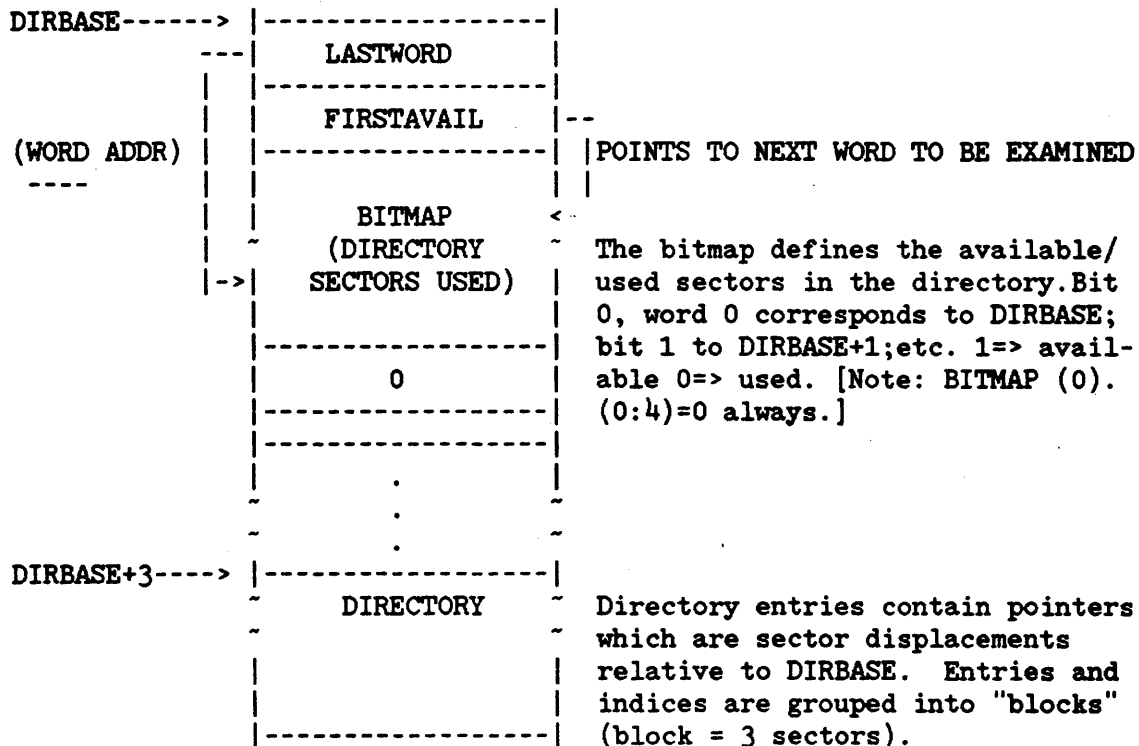 DIRBASE------> |------------------|
---| LASTWORD |
|------------------|
| FIRSTAVAIL |--
(WORD ADDR) |------------------| |POINTS TO NEXT WORD TO BE EXAMINED
----
BITMAP <--
~ (DIRECTORY ~ The bitmap defines the available/
|->| SECTORS USED) | used sectors in the directory.Bit
0, word 0 corresponds to DIRBASE;
|------------------| bit 1 to DIRBASE+1;etc. 1=> avail-
| 0 | able 0=> used. [Note: BITMAP (0).
|------------------| (0:4)=0 always.]
|------------------|
| . |
~ . ~
~ . ~
DIRBASE+3----> |------------------|
~ DIRECTORY ~ Directory entries contain pointers
~ ~ which are sector displacements
| | relative to DIRBASE. Entries and
| | indices are grouped into "blocks"
|------------------| (block = 3 sectors).